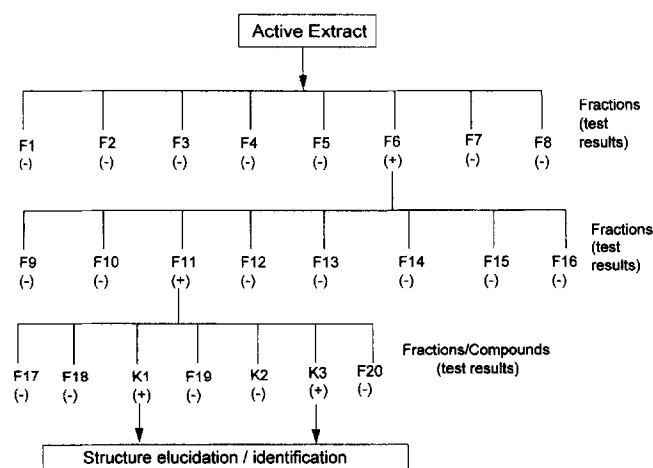 Active Extract
F1 F2 F3 F4 F5 F6 F7 F8
(-) (-) (-) (-) (-) (+) (-) (-)
Fractions
(test
results)
F9 F10 F11 F12 F13 F14 F15 F16
(-) (-) (+) (-) (-) (-) (-) (-)
Fractions
(test
results)
F17 F18 K1 F19 K2 K3 F20
(-) (-) (+) (-) (-) (+) (-)
Fractions/Compounds
(test results)
Structure elucidation / identification